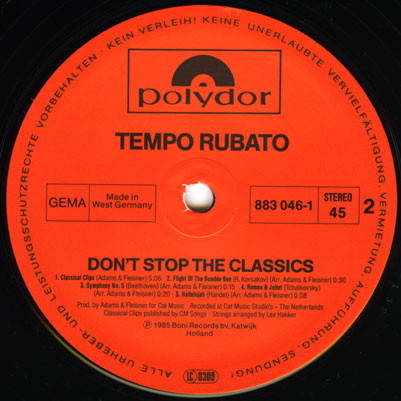 ALLE URHEBER- UND LEISTUNGSSCHUTZRECHTE VORBEHALTEN · KEIN VERLEIH! KEINE UNERLAUBTE VERVIELFÄLTIGUNG, VERMIETUNG, AUFFÜHRUNG, SENDUNG!
polydor
TEMPO RUBATO
GEMA
Made in
West Germany
883 046-1
STEREO
45
2
DON'T STOP THE CLASSICS
1. Classical Clips (Adams & Fleisner) 5:06 2. Flight Of The Bumble Bee (R. Korsakov) (Arr. Adams & Fleisner) 0:30
3. Symphony No. 5 (Beethoven) (Arr. Adams & Fleisner) 0:15 4. Romeo & Juliet (Tchaikovsky)
(Arr. Adams & Fleisner) 0:20 5. Hallelujah (Handel) (Arr. Adams & Fleisner) 0:08
Prod. by Adams & Fleisner for Cat Music · Recorded at Cat Music Studio's – The Netherlands
Classical Clips published by CM Songs Strings arranged by Lex Hakker
Ⓟ 1985 Boni Records bv, Katwijk
Holland
LC 0309